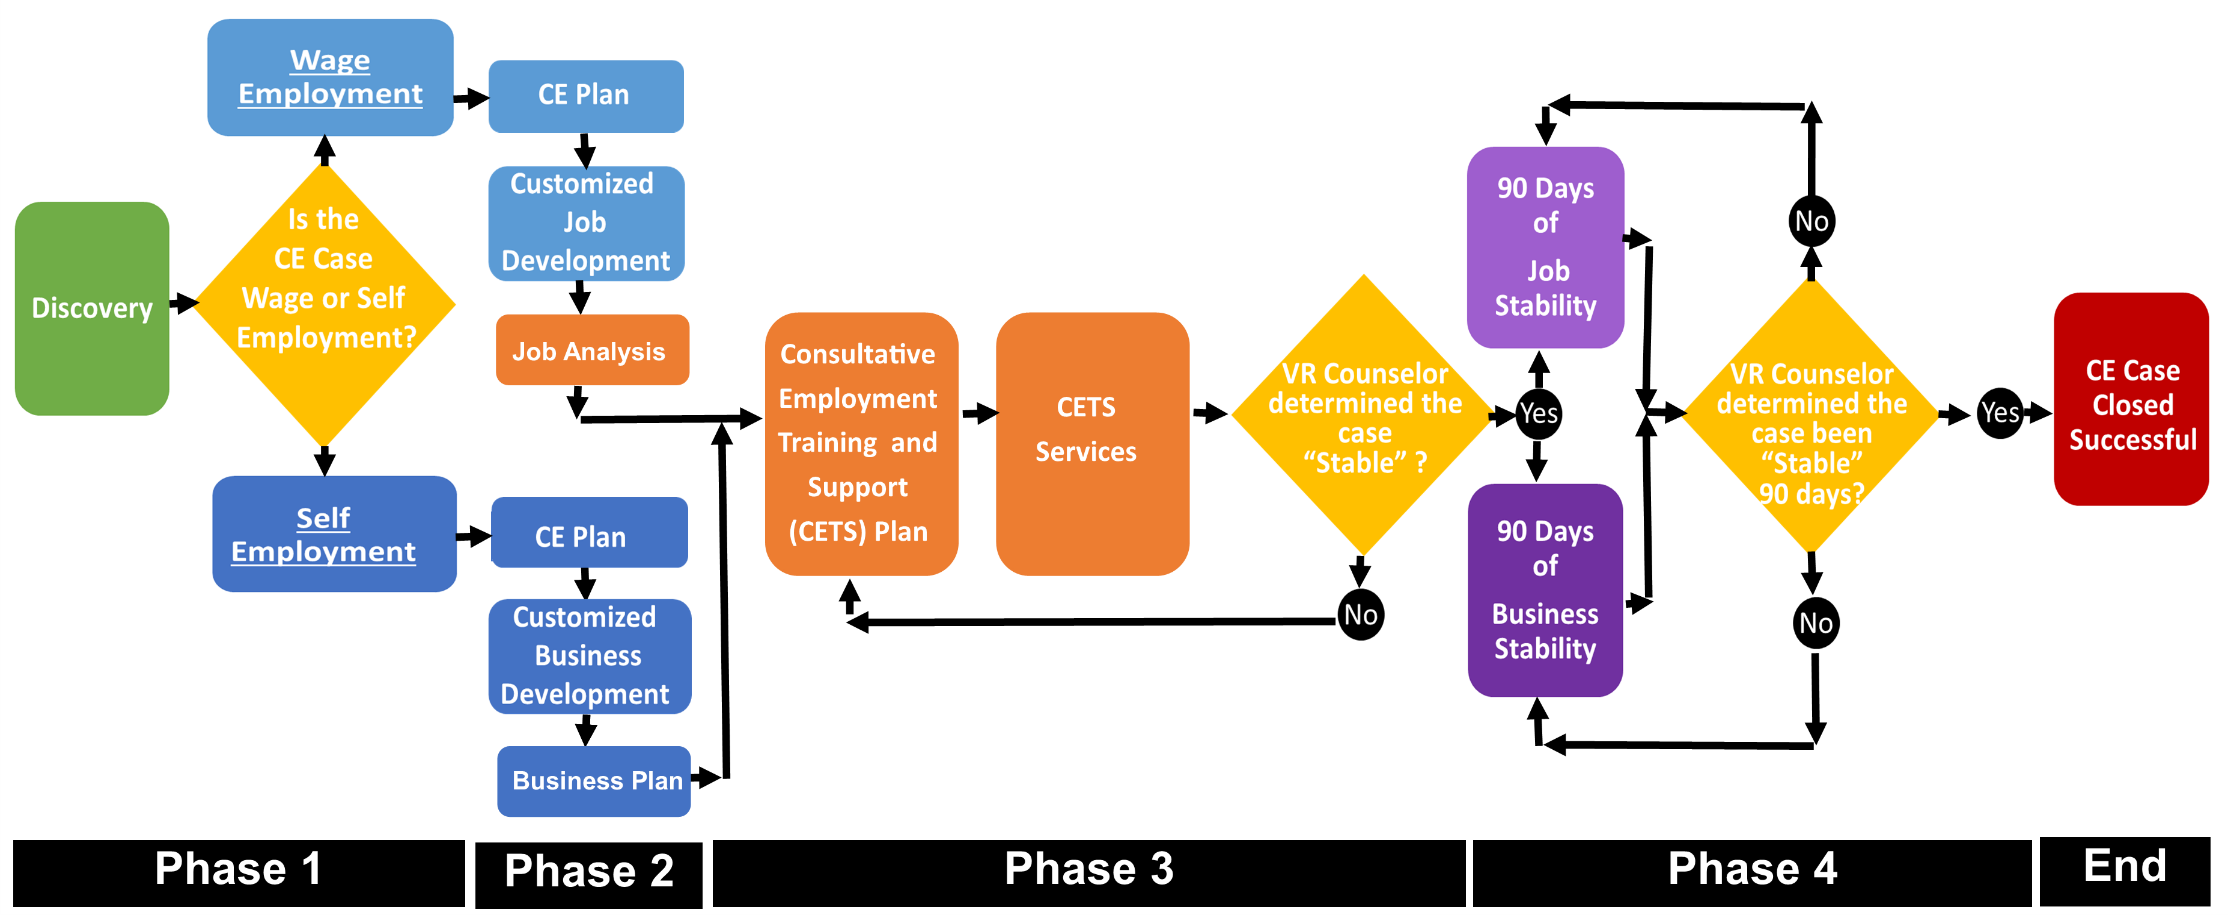 Discovery
Is the
CE Case
Wage or Self
Employment?
Wage
Employment
Self
Employment
CE Plan
Customized
Job
Development
Job Analysis
CE Plan
Customized
Business
Development
Business Plan
Consultative
Employment
Training and
Support
(CETS) Plan
CETS
Services
VR Counselor
determined the
case
“Stable” ?
No
Yes
90 Days
of
Job
Stability
90 Days
of
Business
Stability
VR Counselor
determined the
case been
“Stable”
90 days?
No
No
Yes
CE Case
Closed
Successful
Phase 1
Phase 2
Phase 3
Phase 4
End